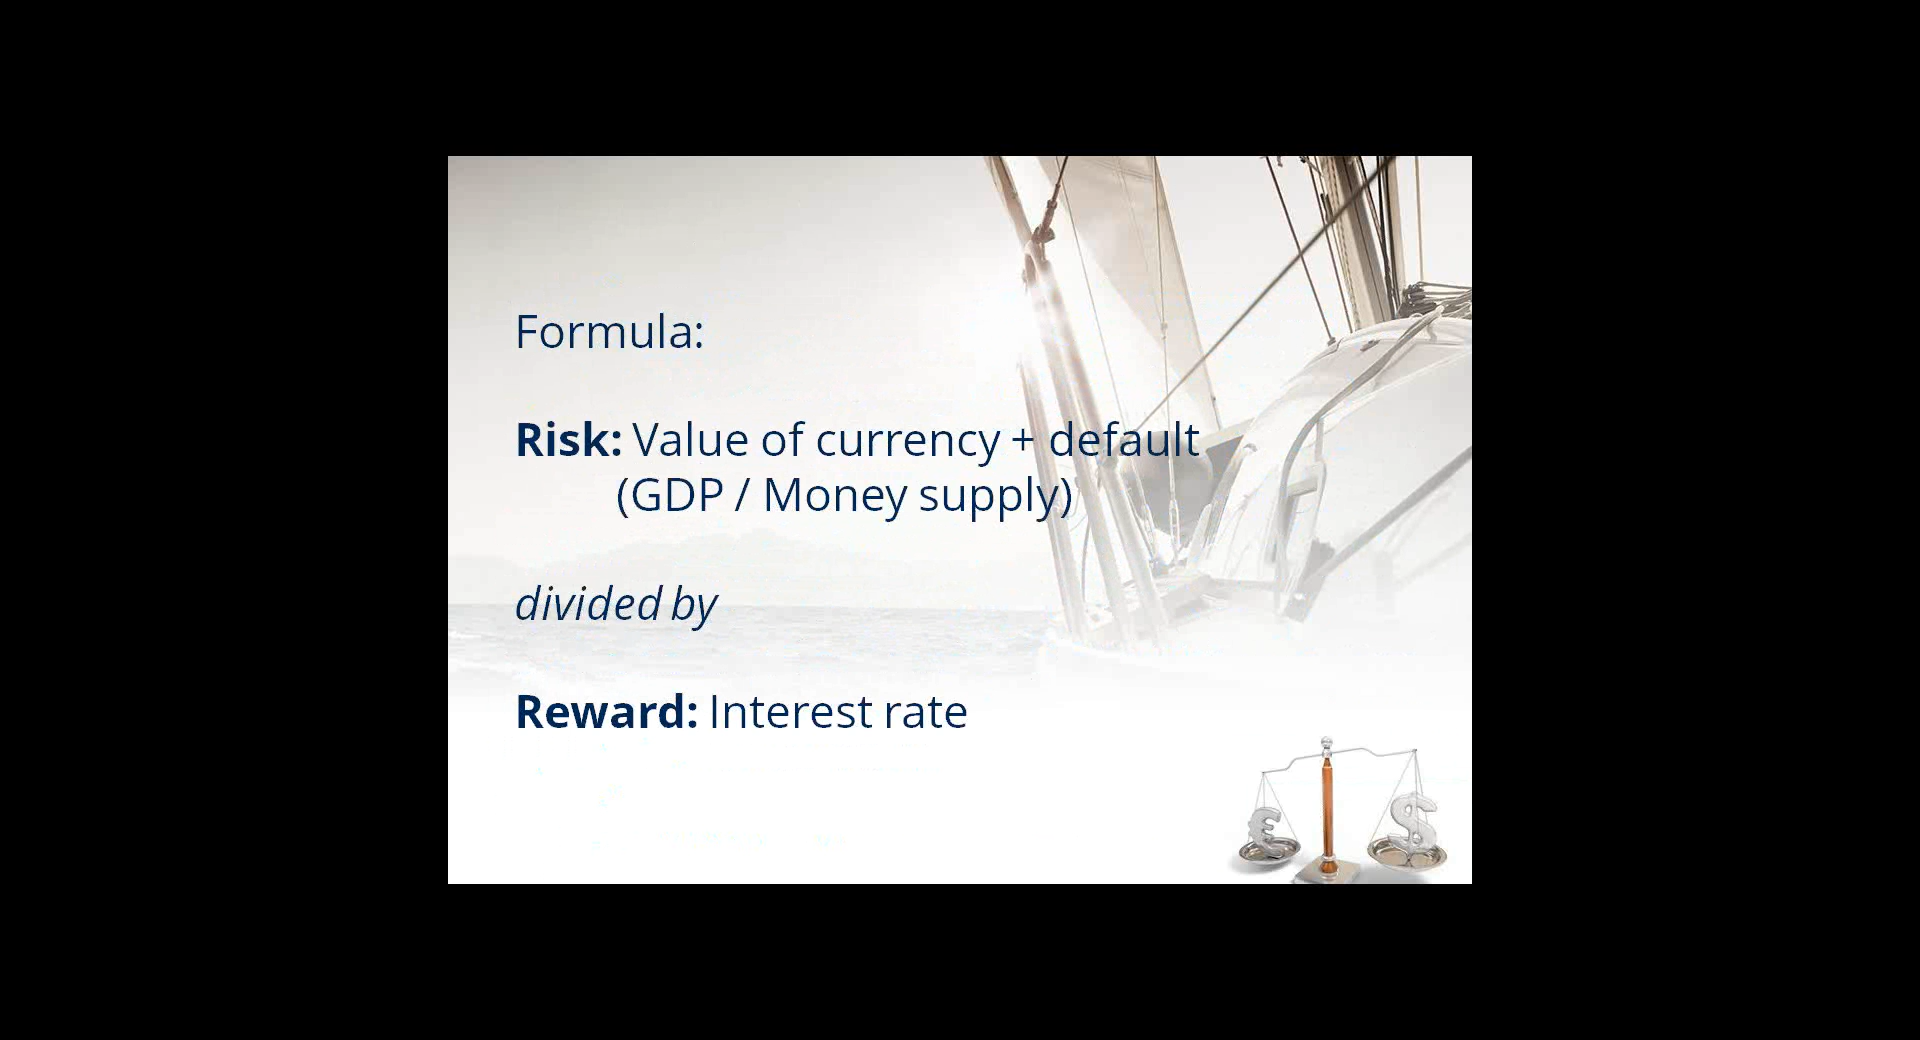 Formula:
Risk: Value of currency + default
(GDP / Money supply)
divided by
Reward: Interest rate
€ $